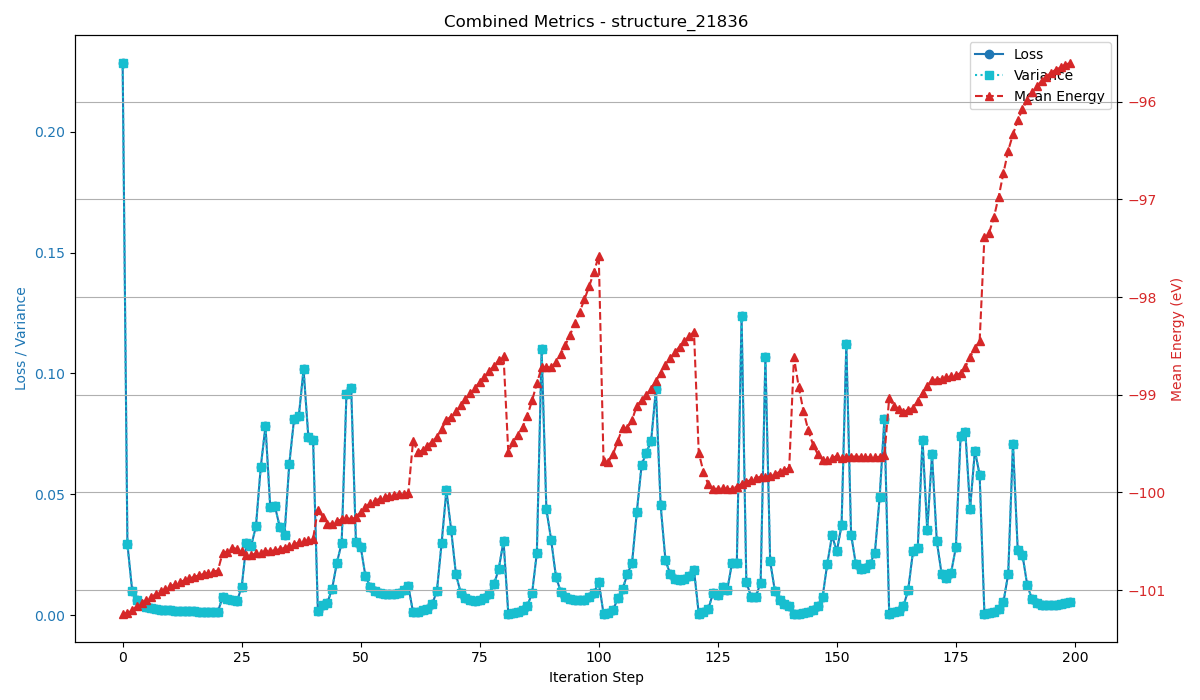 Combined Metrics - structure_21836
Loss
Variance
Mean Energy
0.20
0.15
0.10
0.05
0.00
Loss / Variance
−96
−97
−98
−99
−100
−101
Mean Energy (eV)
0 25 50 75 100 125 150 175 200
Iteration Step